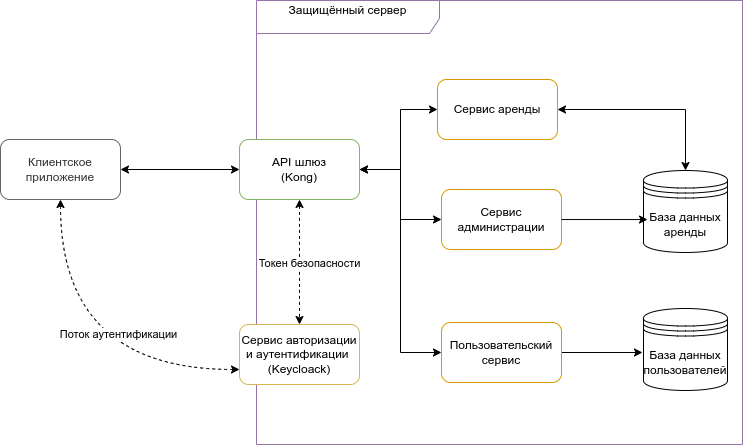 Защищённый сервер
Сервис аренды
Клиентское
приложение
API шлюз
(Kong)
Сервис
администрации
База данных
аренды
Токен безопасности
Поток аутентификации
Сервис авторизации
и аутентификации
(Keycloack)
Пользовательский
сервис
База данных
пользователей